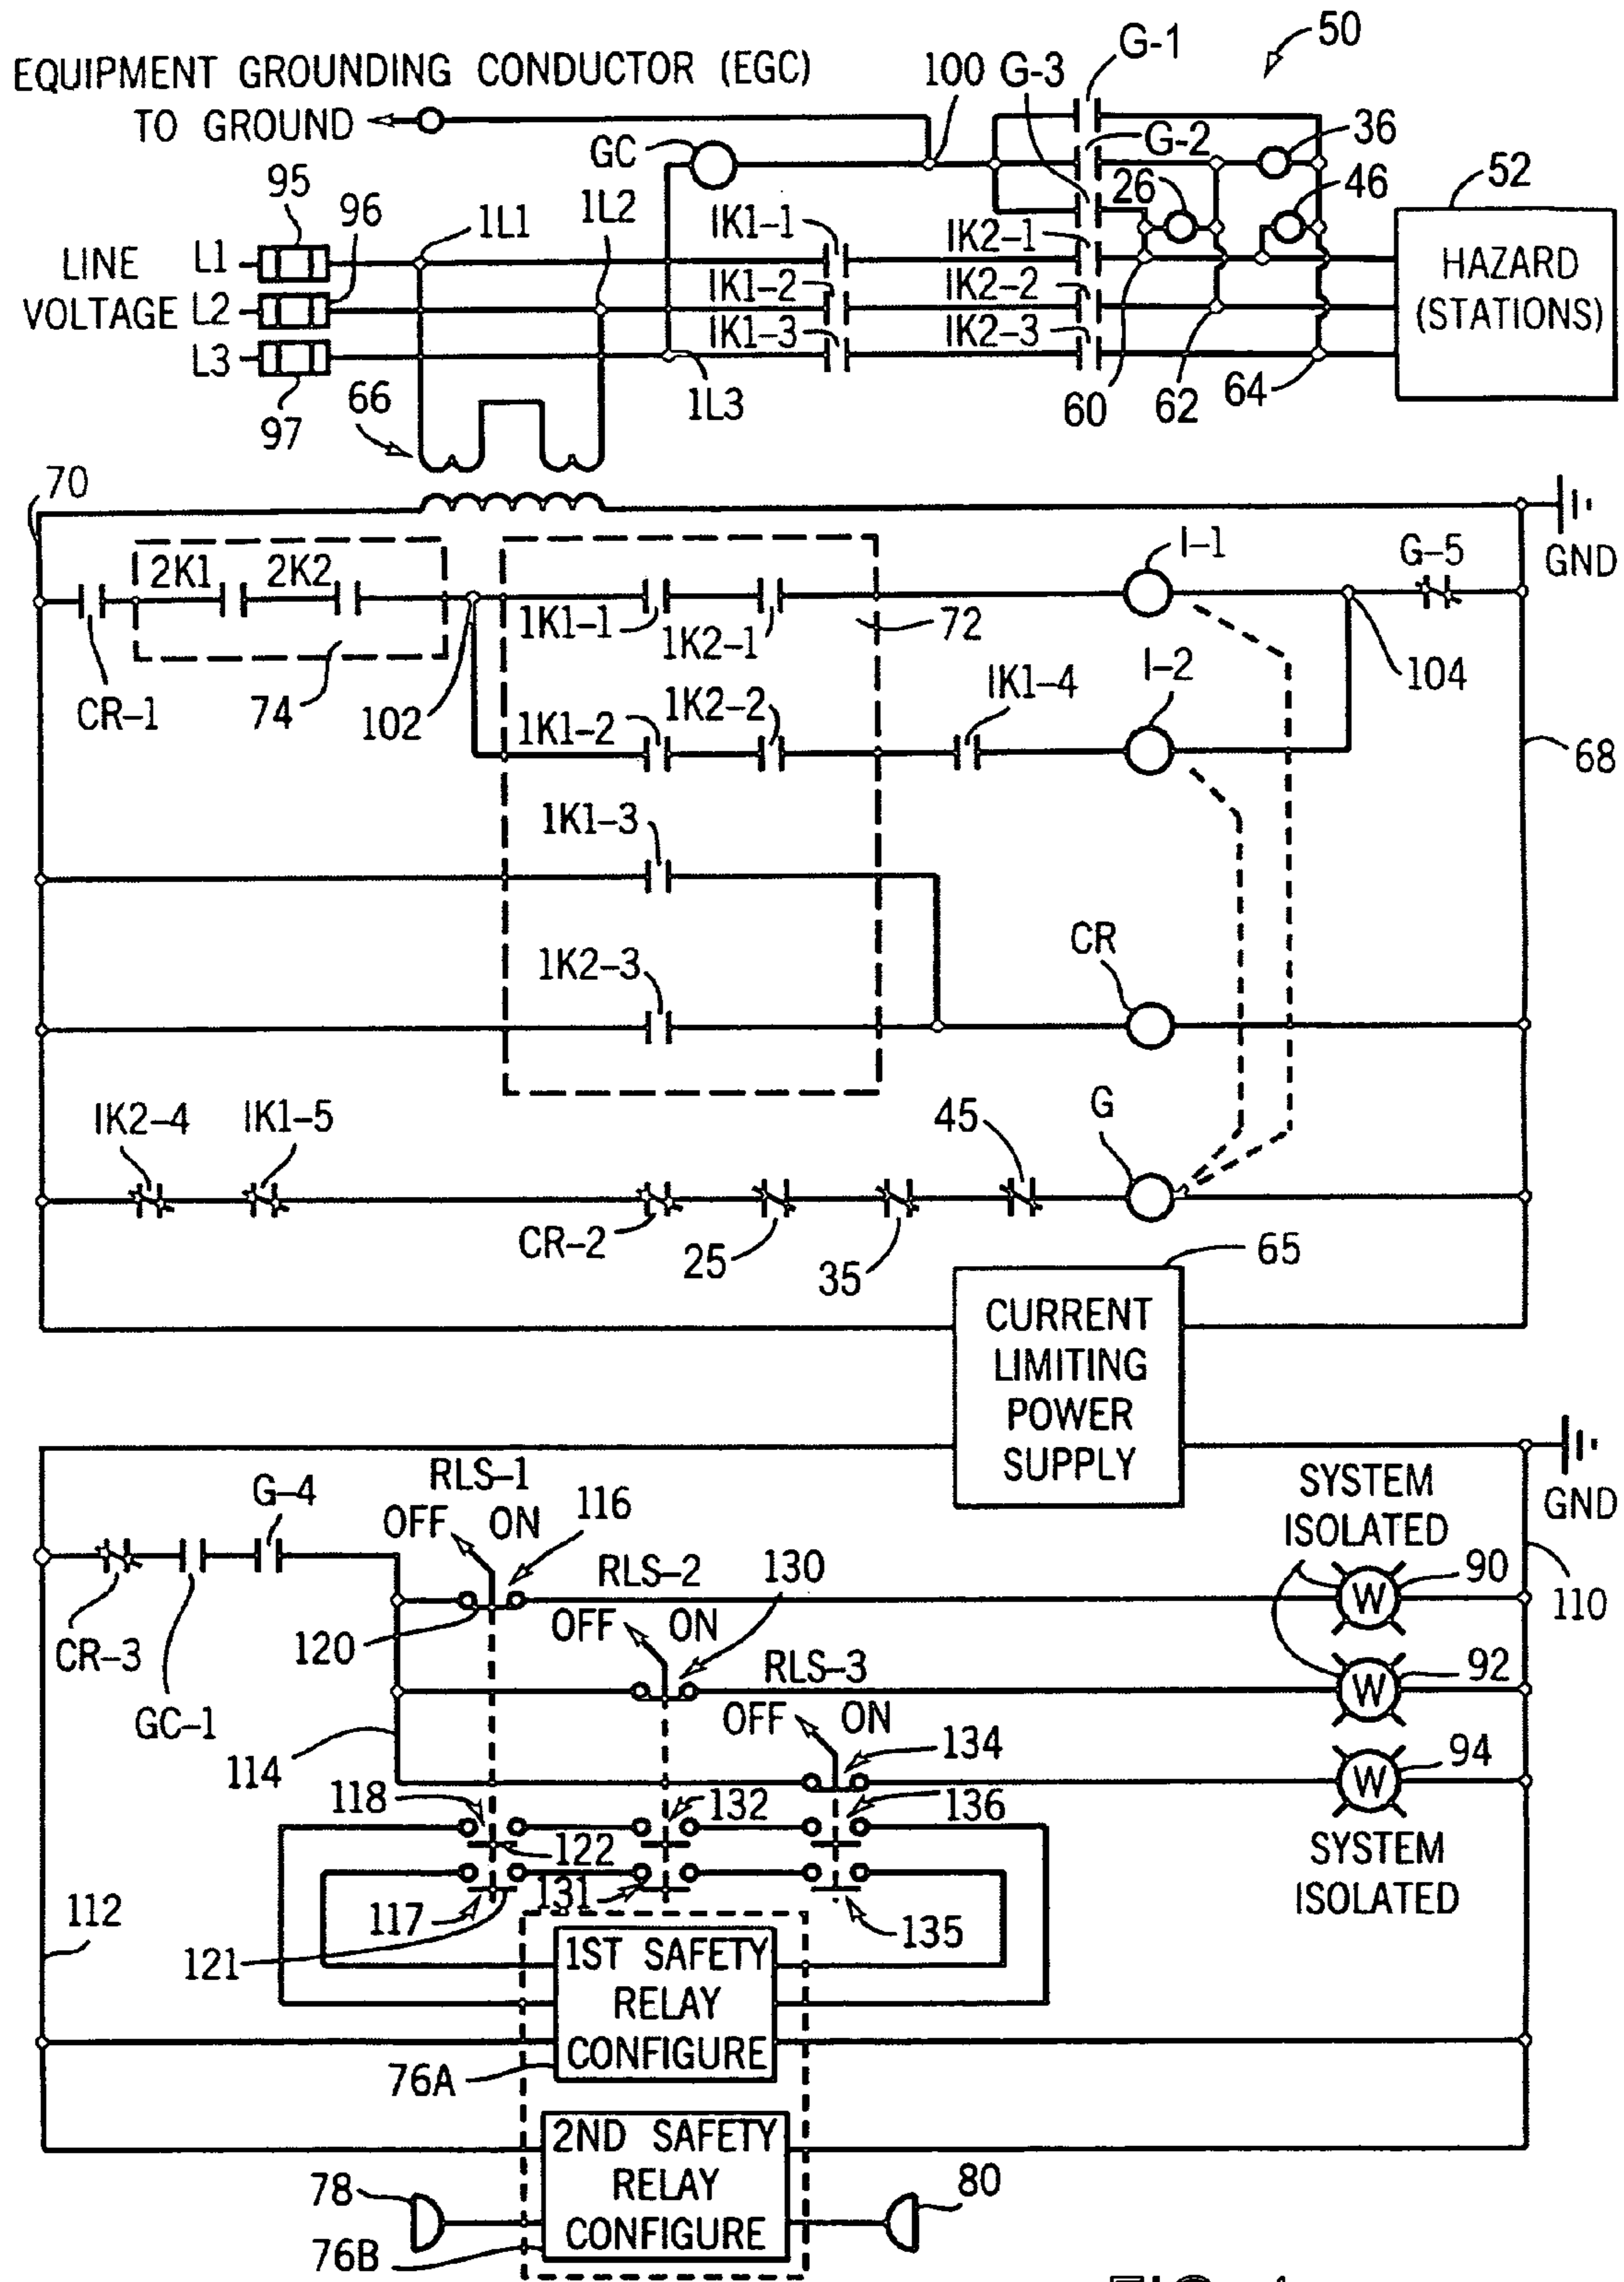 50
G-1
EQUIPMENT GROUNDING CONDUCTOR (EGC)
100 G-3
TO GROUND
GC
G-2
36
95
96
1L1
1L2
26
46
52
LINE
VOLTAGE
L1
L2
L3
IK1-1
IK2-1
IK1-2
IK2-2
IK1-3
IK2-3
HAZARD
(STATIONS)
97
66
1L3
60
62
64
70
I-1
G-5
GND
2K1
2K2
1K1-1
1K2-1
72
CR-1
74
102
1K1-2
1K2-2
IK1-4
I-2
104
68
1K1-3
1K2-3
CR
IK2-4
IK1-5
45
G
CR-2
25
35
65
CURRENT
LIMITING
POWER
SUPPLY
G-4
RLS-1
OFF
ON
116
SYSTEM
ISOLATED
GND
RLS-2
130
90
CR-3
120
OFF
ON
110
GC-1
RLS-3
92
W
W
W
OFF
ON
134
94
114
118
132
136
122
SYSTEM
ISOLATED
112
117
131
135
121
1ST SAFETY
RELAY
CONFIGURE
76A
2ND SAFETY
RELAY
CONFIGURE
78
80
76B